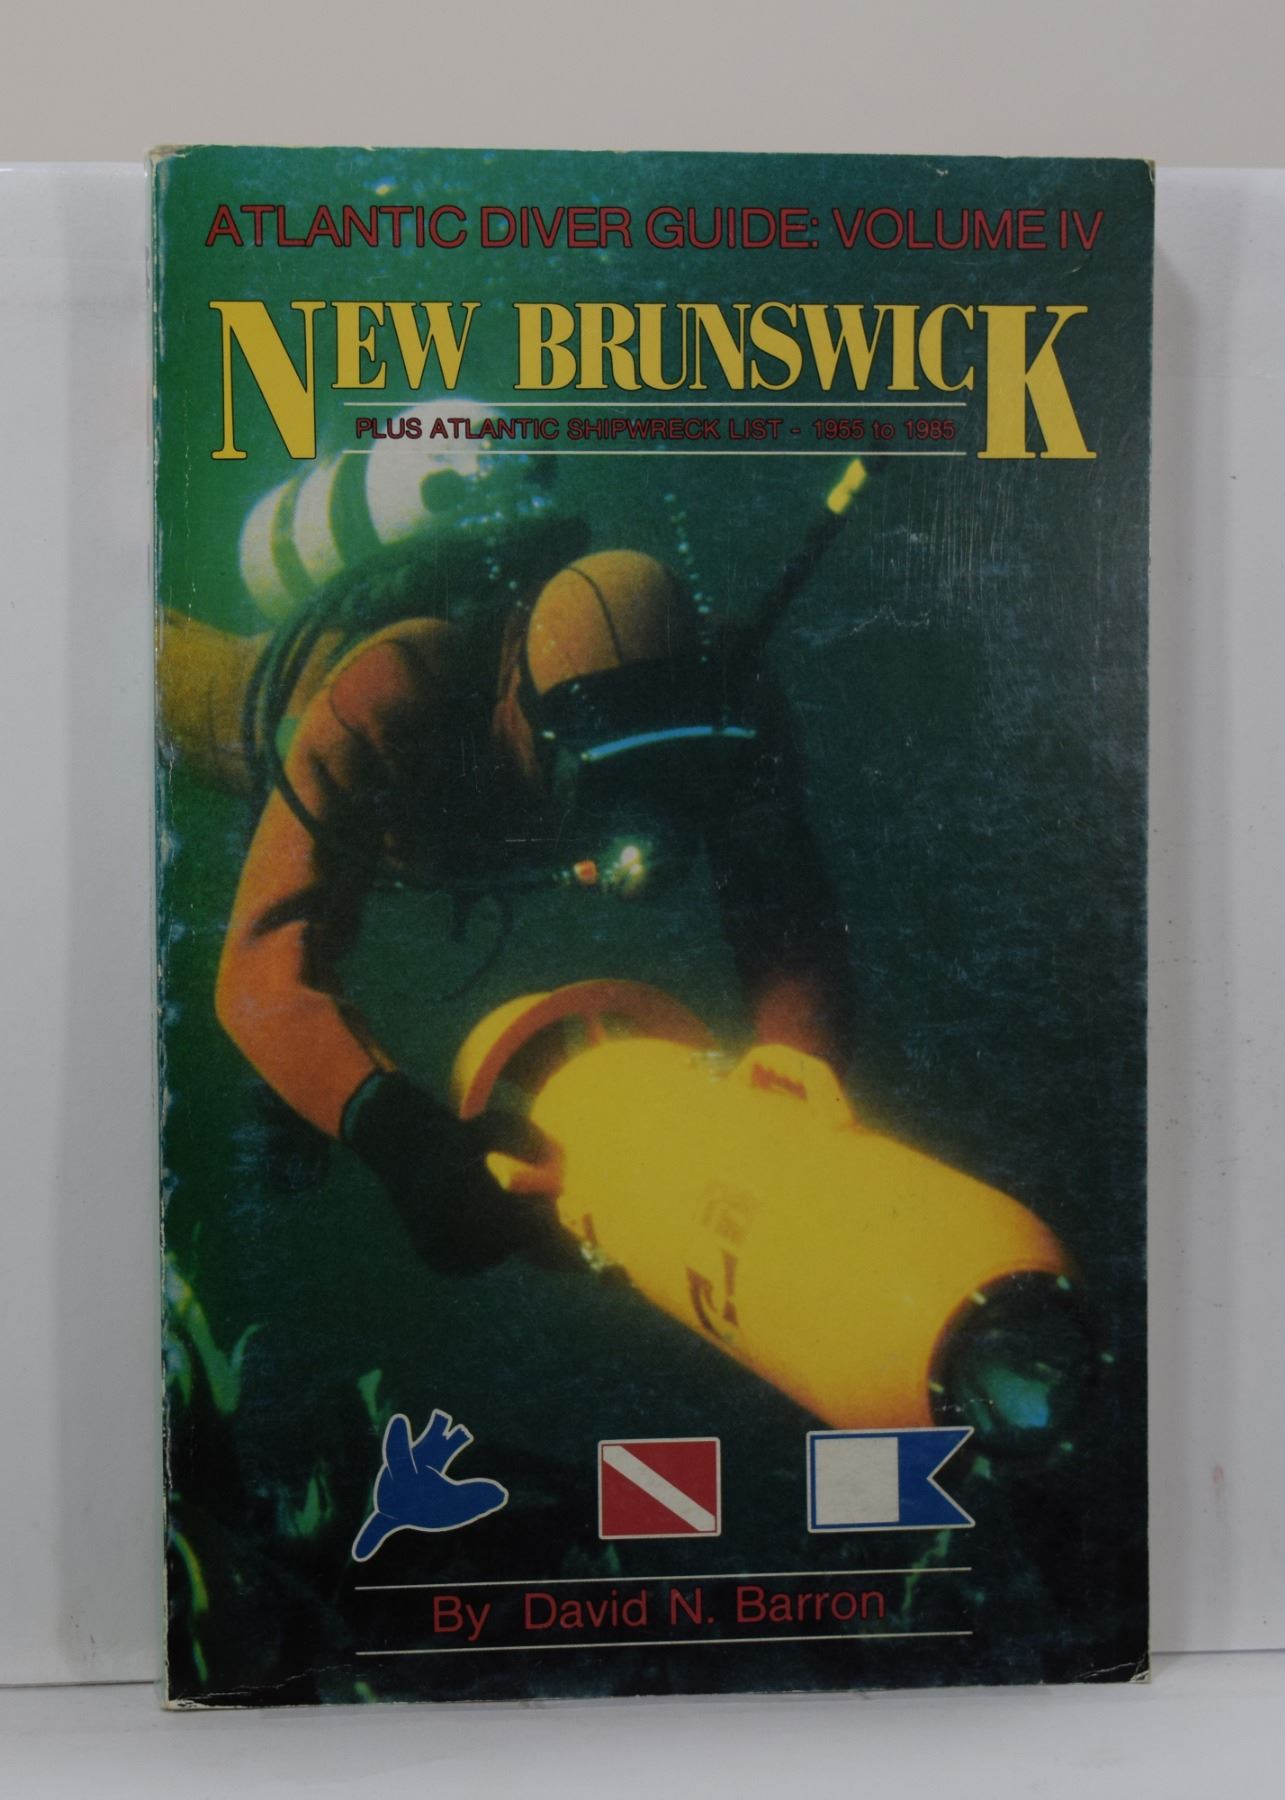 ATLANTIC DIVER GUIDE: VOLUME IV
NEW BRUNSWICK
PLUS ATLANTIC SHIPWRECK LIST - 1955 to 1985
By David N. Barron